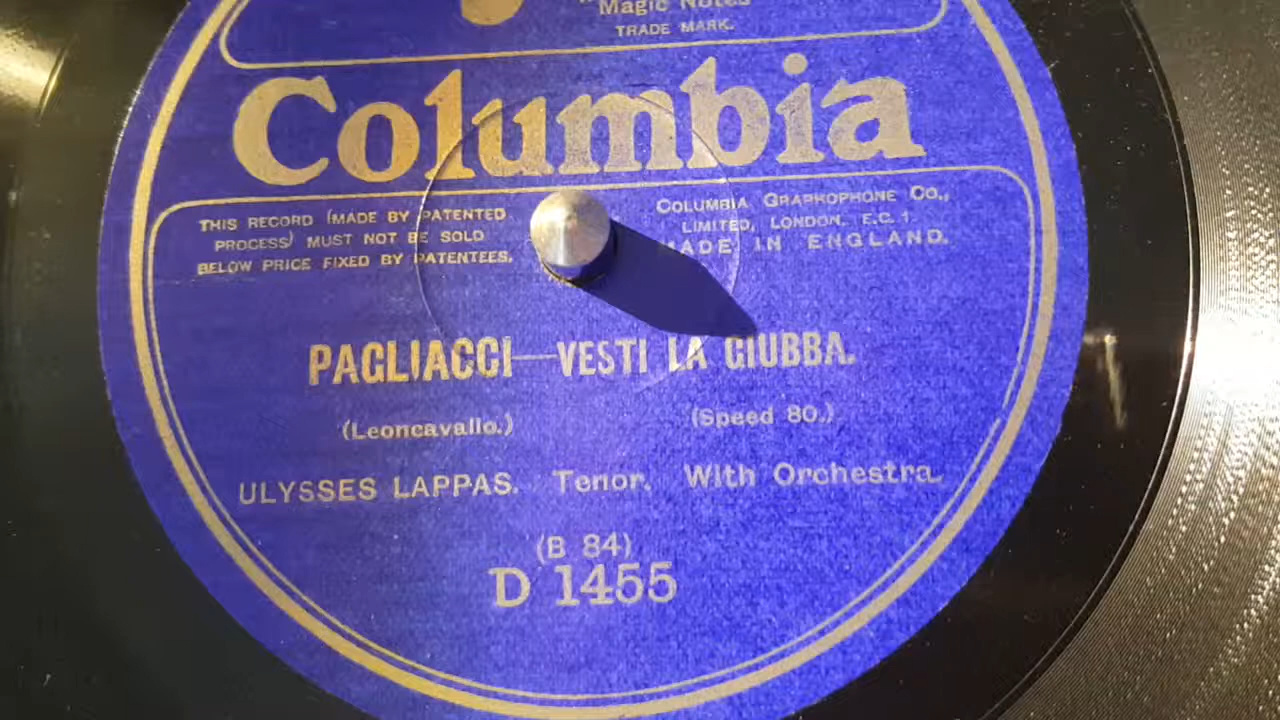 "Magic Notes"
TRADE MARK.
Columbia
THIS RECORD (MADE BY PATENTED
PROCESS) MUST NOT BE SOLD
BELOW PRICE FIXED BY PATENTEES.
COLUMBIA GRAPHOPHONE CO.,
LIMITED, LONDON. E.C. 1.
MADE IN ENGLAND.
PAGLIACCI—VESTI LA GIUBBA.
(Leoncavallo.) (Speed 80.)
ULYSSES LAPPAS. Tenor. With Orchestra.
(B 84)
D 1455